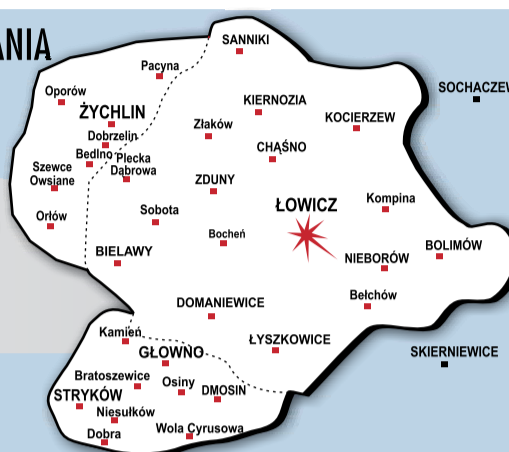 ANIA
SANNIKI
Pacyna
Oporów
KIERNOZIA
SOCHACZEW
ŻYCHLIN
KOCIERZEW
Złaków
Dobrzelin
CHĄŚNO
Bedlno
Plecka
Dąbrowa
Szewce
Owsiane
ZDUNY
ŁOWICZ
Kompina
Orłów
Sobota
Bocheń
BIELAWY
NIEBORÓW
BOLIMÓW
Bełchów
DOMANIEWICE
Kamień
ŁYSZKOWICE
GŁOWNO
SKIERNIEWICE
Bratoszewice
Osiny
DMOSIN
STRYKÓW
Niesułków
Dobra
Wola Cyrusowa